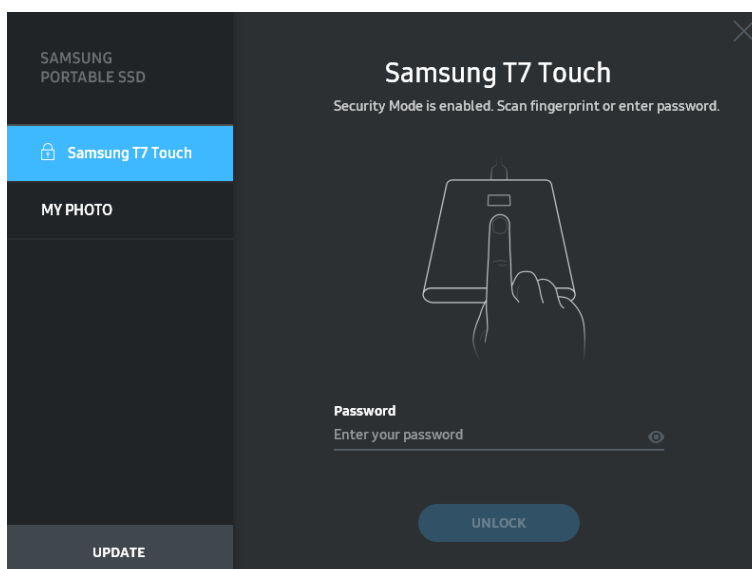 SAMSUNG
PORTABLE SSD
Samsung T7 Touch
MY PHOTO
UPDATE
Samsung T7 Touch
Security Mode is enabled. Scan fingerprint or enter password.
Password
Enter your password
UNLOCK